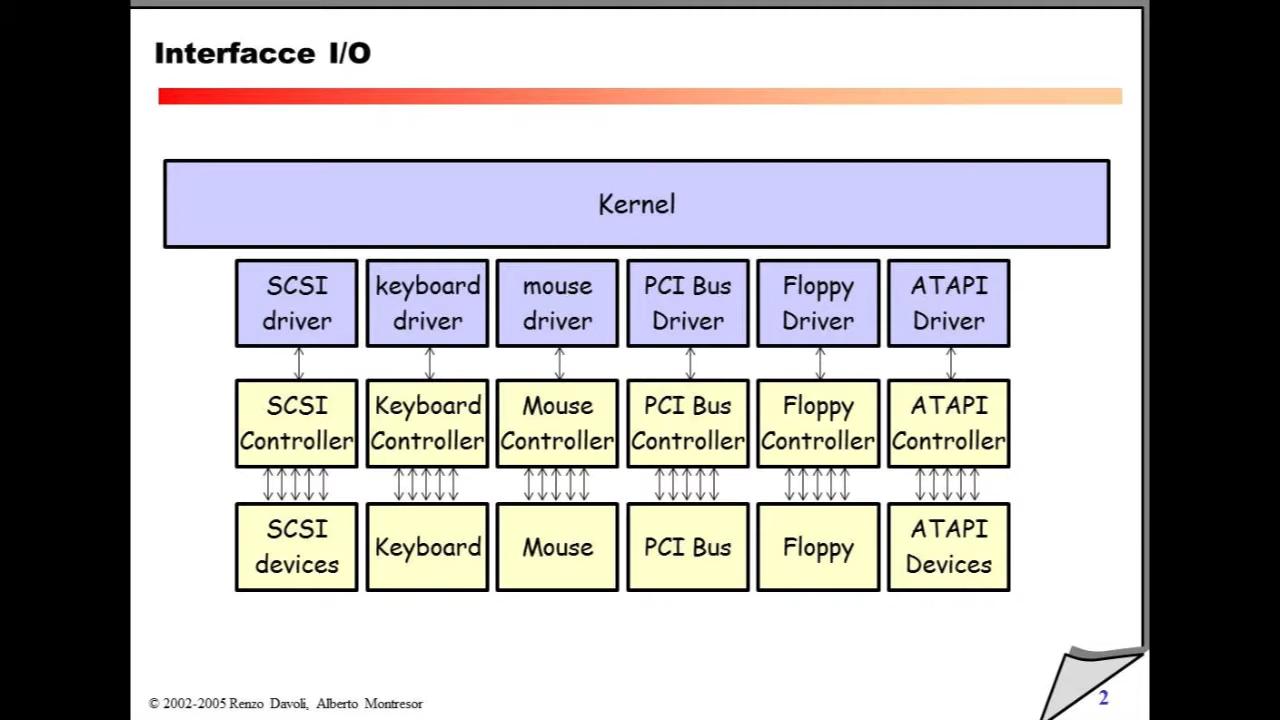 Interfacce I/O
Kernel
SCSI driver
keyboard driver
mouse driver
PCI Bus Driver
Floppy Driver
ATAPI Driver
SCSI Controller
Keyboard Controller
Mouse Controller
PCI Bus Controller
Floppy Controller
ATAPI Controller
SCSI devices
Keyboard
Mouse
PCI Bus
Floppy
ATAPI Devices
© 2002-2005 Renzo Davoli, Alberto Montresor
2